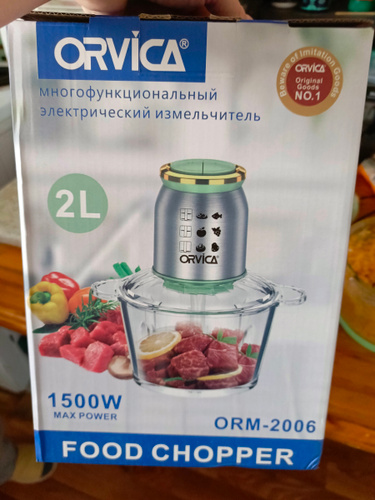 ORVICA®
многофункциональный
электрический измельчитель
Beware of Imitation Goods
ORVICA
Original
Goods
NO.1
2L
ORVICA®
1500W
MAX POWER
ORM-2006
FOOD CHOPPER